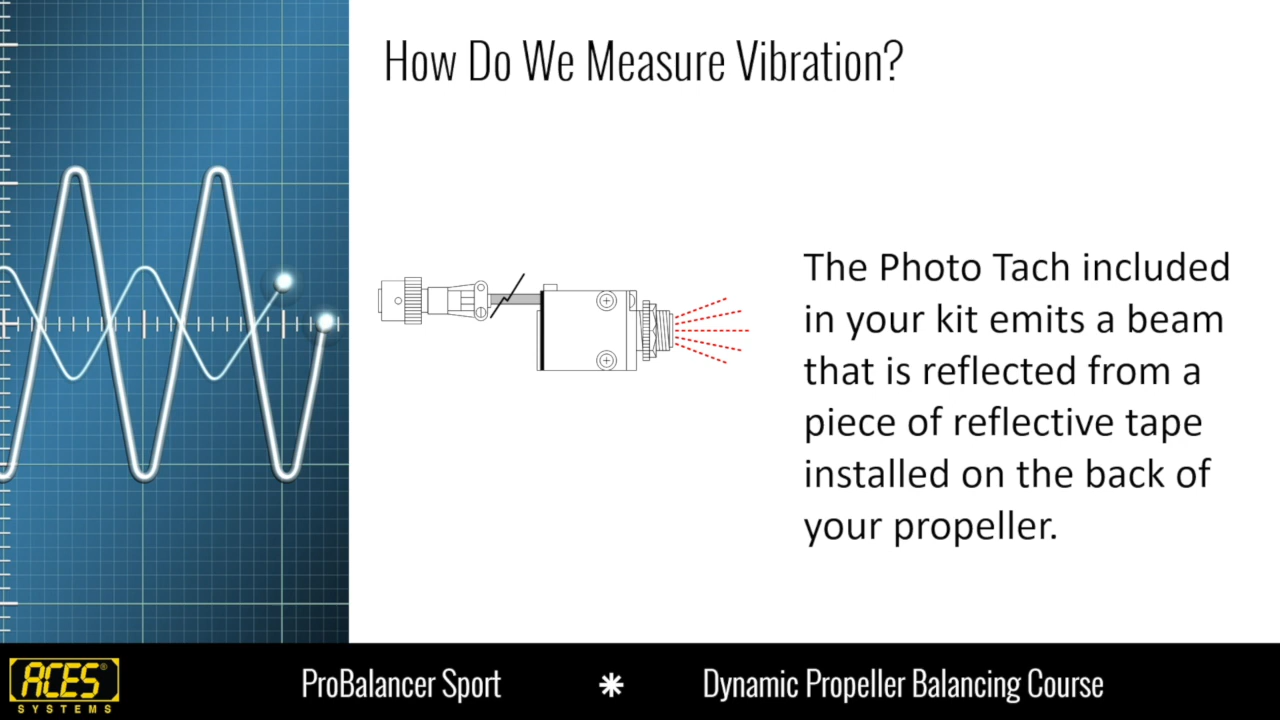 How Do We Measure Vibration?
The Photo Tach included
in your kit emits a beam
that is reflected from a
piece of reflective tape
installed on the back of
your propeller.
ACES®
SYSTEMS
ProBalancer Sport
Dynamic Propeller Balancing Course